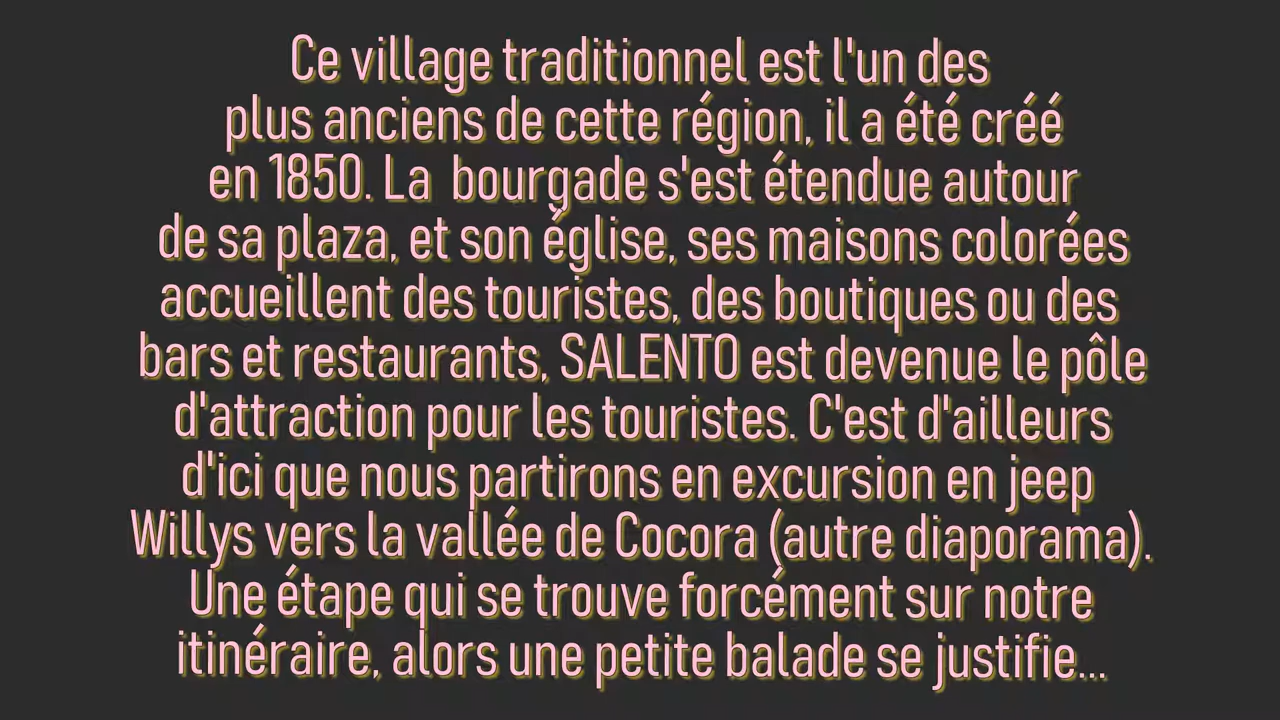 Ce village traditionnel est l'un des
plus anciens de cette région, il a été créé
en 1850. La  bourgade s'est étendue autour
de sa plaza, et son église, ses maisons colorées
accueillent des touristes, des boutiques ou des
bars et restaurants, SALENTO est devenue le pôle
d'attraction pour les touristes. C'est d'ailleurs
d'ici que nous partirons en excursion en jeep
Willys vers la vallée de Cocora (autre diaporama).
Une étape qui se trouve forcément sur notre
itinéraire, alors une petite balade se justifie...